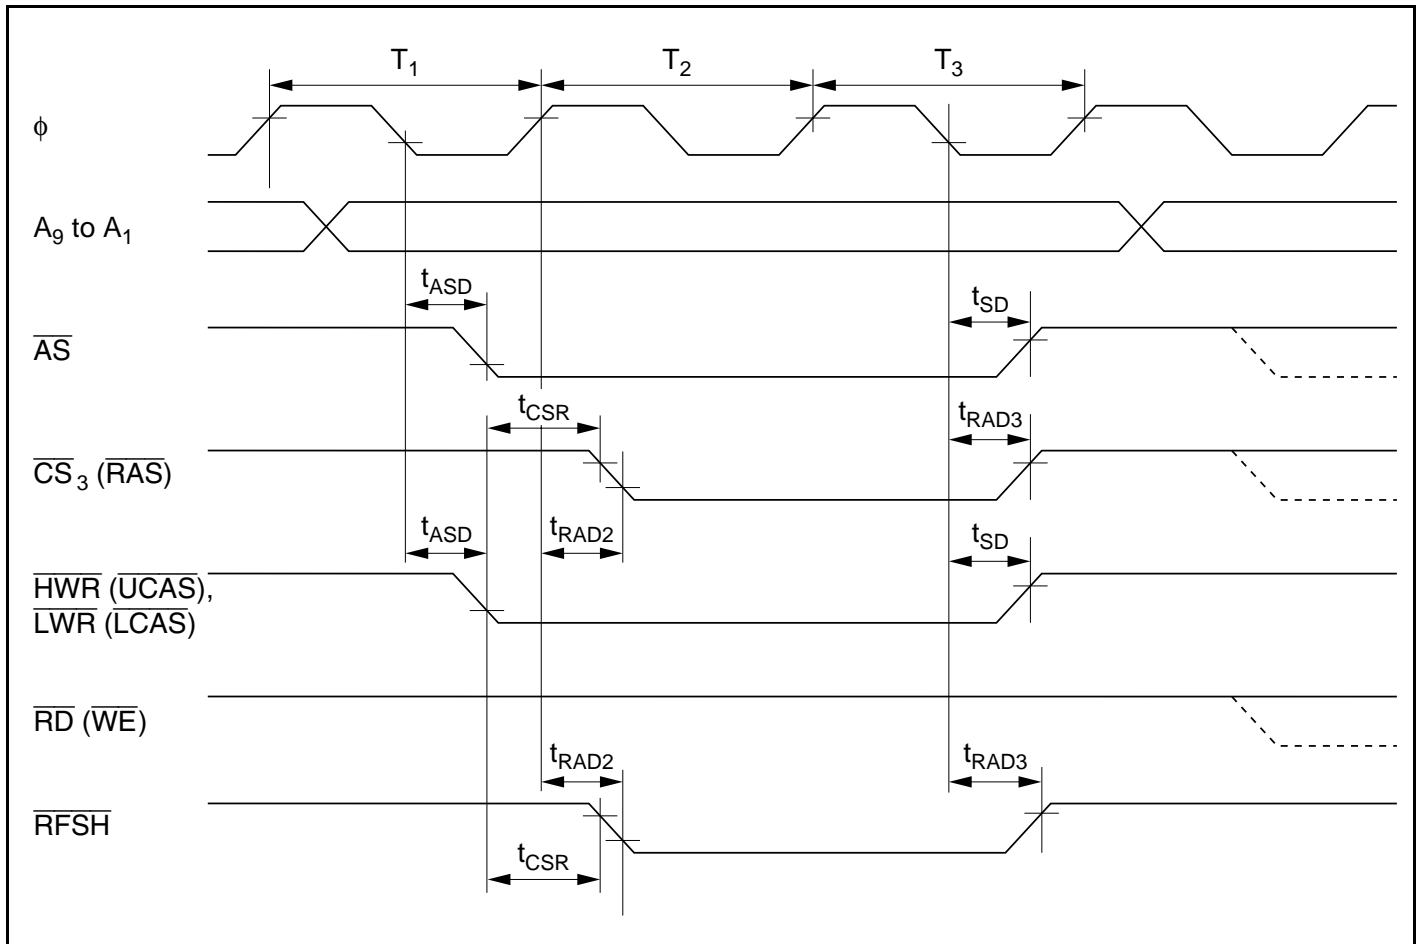 T1 T2 T3
ϕ
A9 to A1
tASD tSD
AS
tCSR tRAD3
CS3 (RAS)
tASD tRAD2 tSD
HWR (UCAS),
LWR (LCAS)
RD (WE)
tRAD2 tRAD3
RFSH
tCSR